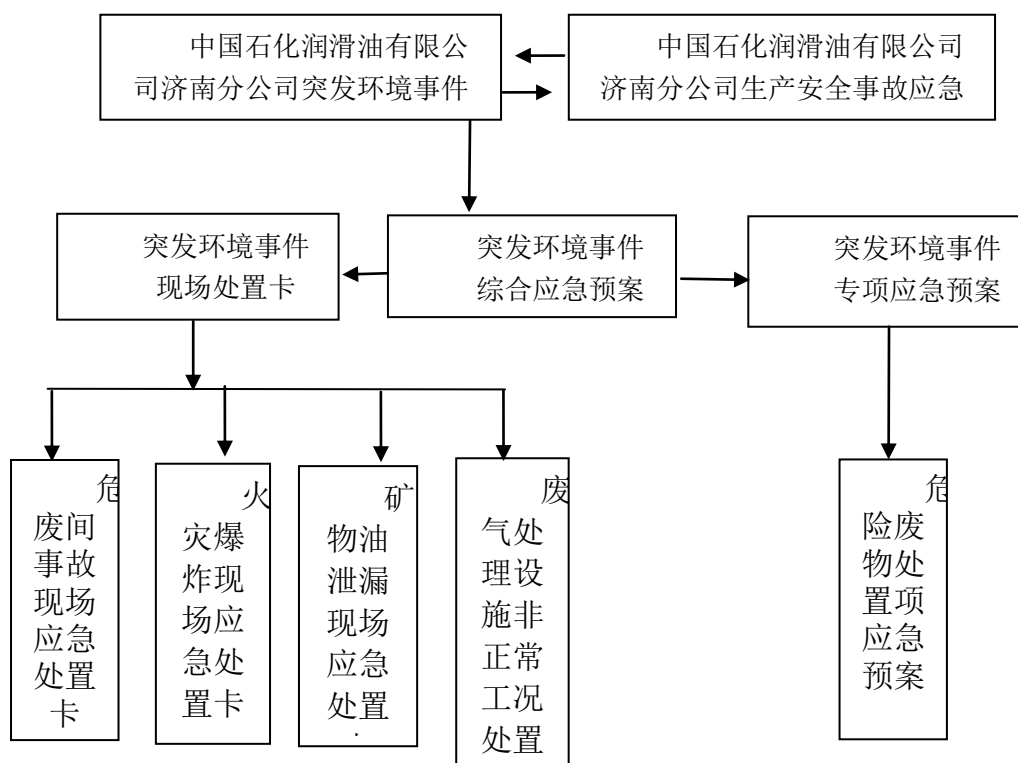 中国石化润滑油有限公
司济南分公司突发环境事件
中国石化润滑油有限公司
济南分公司生产安全事故应急
突发环境事件
现场处置卡
突发环境事件
综合应急预案
突发环境事件
专项应急预案
危
废间
事故
现场
应急
处置
卡
火
灾爆
炸现
场应
急处
置卡
矿
物油
泄漏
现场
应急
处置
废
气处
理设
施非
正常
工况
处置
危
险废
物处
置项
应急
预案